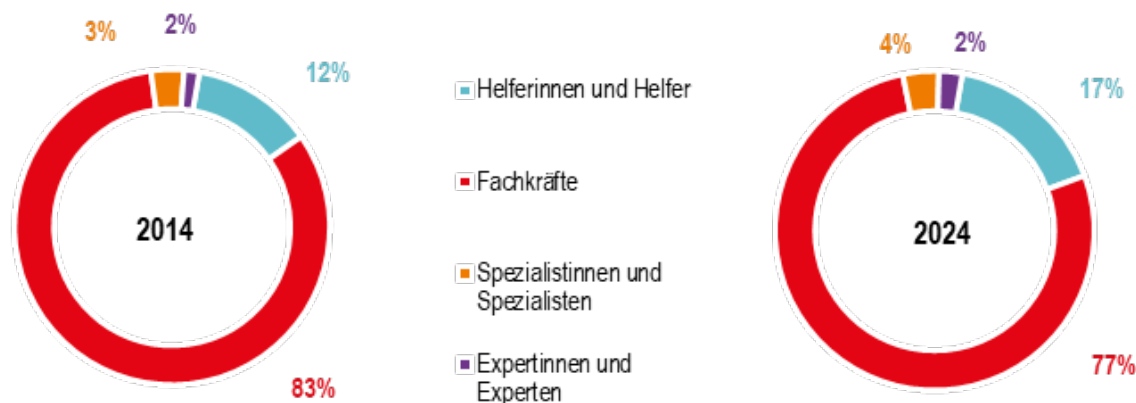 3%
2%
12%
2014
83%
Helferinnen und Helfer
Fachkräfte
Spezialistinnen und
Spezialisten
Expertinnen und
Experten
4%
2%
17%
2024
77%